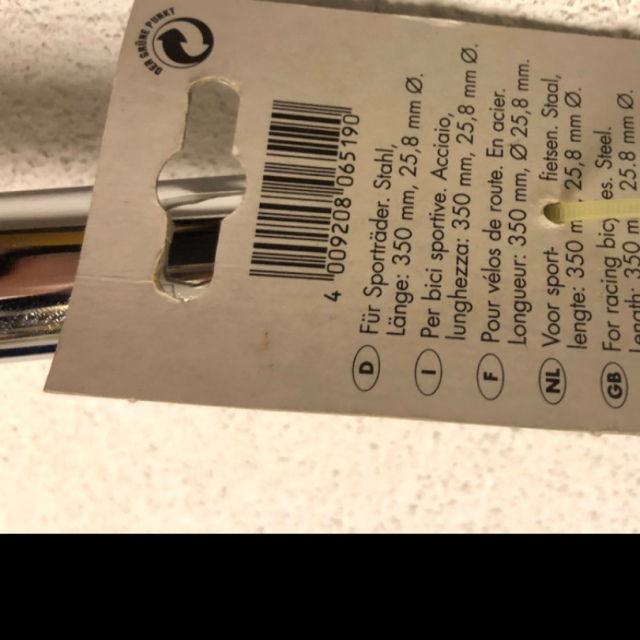 DER GRÜNE PUNKT
4 009208 065190
D Für Sporträder. Stahl,
Länge: 350 mm, 25,8 mm Ø.
I Per bici sportive. Acciaio,
lunghezza: 350 mm, 25,8 mm Ø.
F Pour vélos de route. En acier.
Longueur: 350 mm, Ø 25,8 mm.
NL Voor sport- fietsen. Staal,
lengte: 350 m 25,8 mm Ø.
GB For racing bicy es. Steel.
350 25,8 mm Ø.